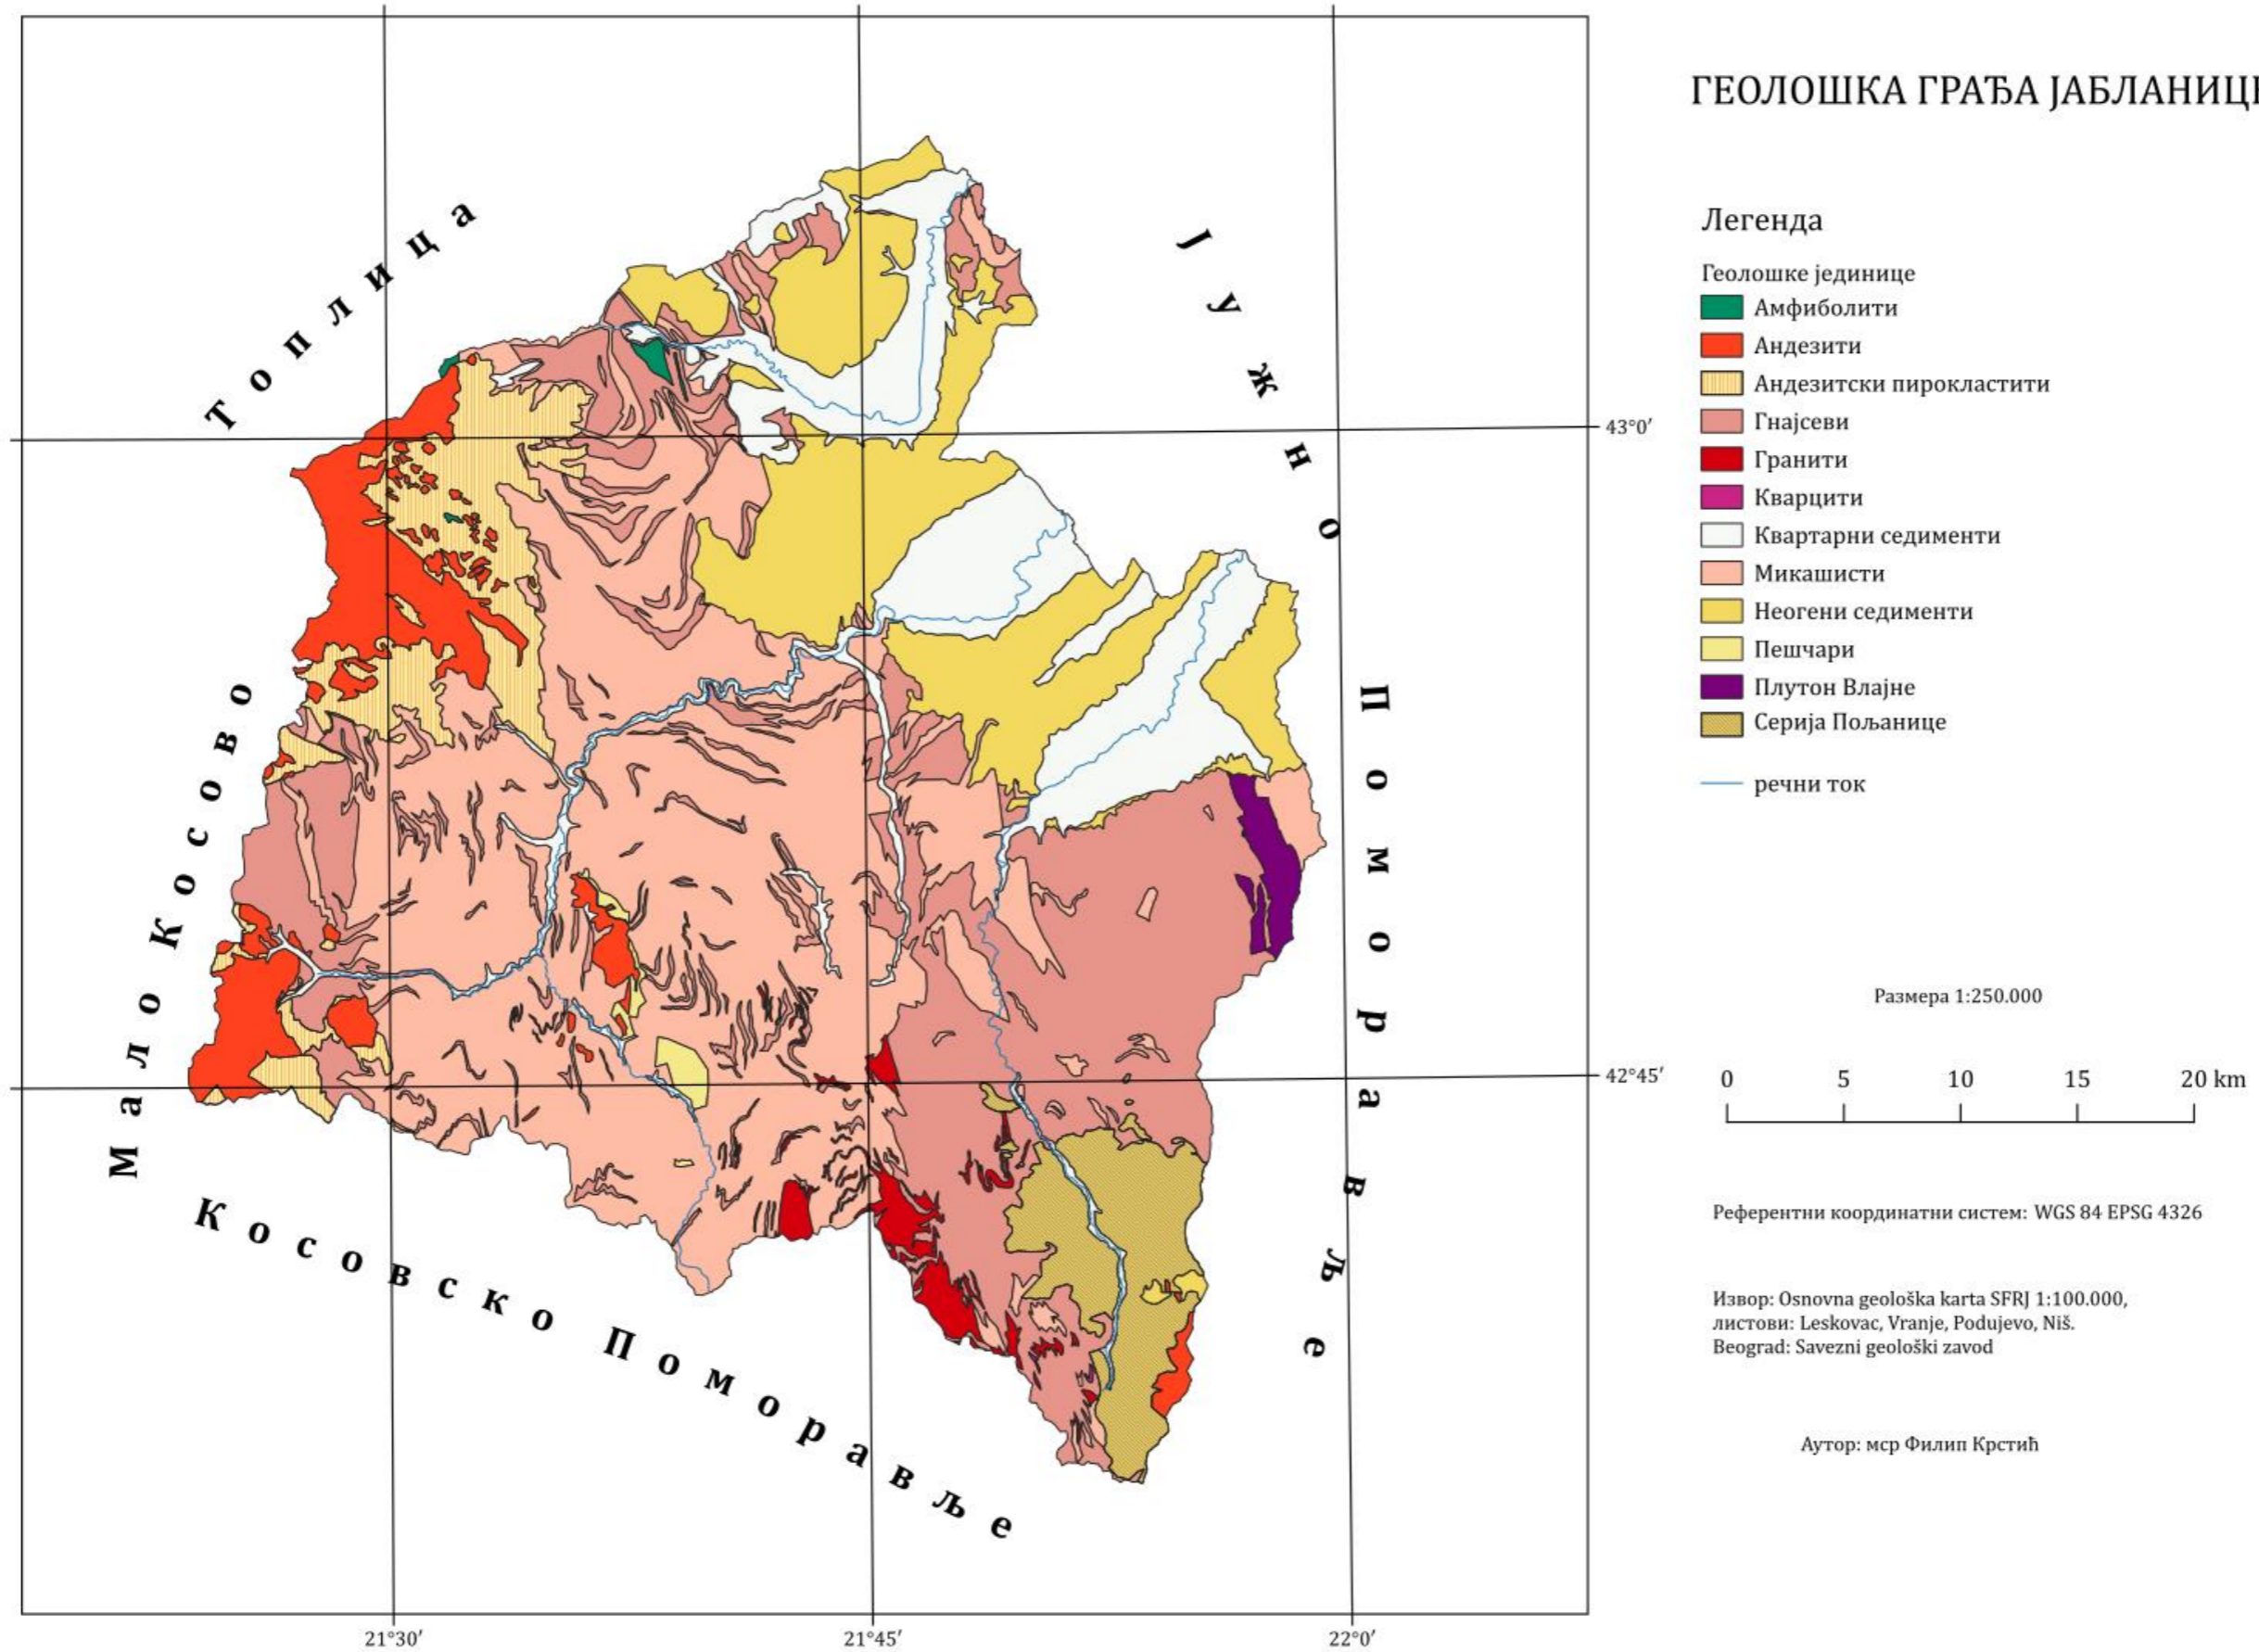 ГЕОЛОШКА ГРАЂА ЈАБЛАНИЦЕ
Топлица
Јужно Поморавље
Мало Косово
Косовско Поморавље
43°0′
42°45′
21°30′
21°45′
22°0′
Легенда
Геолошке јединице
Амфиболити
Андезити
Андезитски пирокластити
Гнајсеви
Гранити
Кварцити
Квартарни седименти
Микашисти
Неогени седименти
Пешчари
Плутон Влајне
Серија Пољанице
речни ток
Размера 1:250.000
0 5 10 15 20 km
Референтни координатни систем: WGS 84 EPSG 4326
Извор: Osnovna geološka karta SFRJ 1:100.000,
листови: Leskovac, Vranje, Podujevo, Niš.
Beograd: Savezni geološki zavod
Аутор: мср Филип Крстић